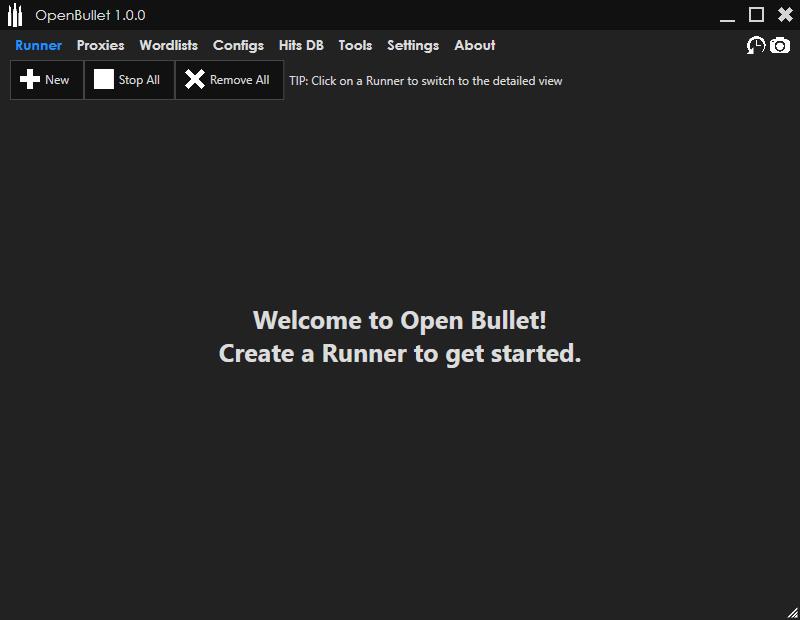 OpenBullet 1.0.0
Runner Proxies Wordlists Configs Hits DB Tools Settings About
New Stop All Remove All TIP: Click on a Runner to switch to the detailed view
Welcome to Open Bullet!
Create a Runner to get started.